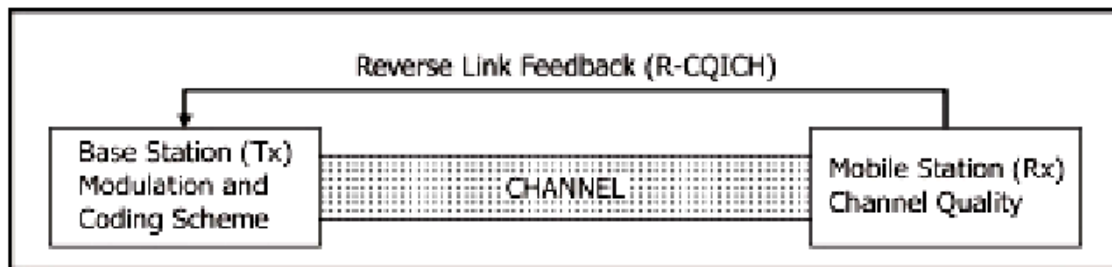 Reverse Link Feedback (R-CQICH)
Base Station (Tx)
Modulation and
Coding Scheme
CHANNEL
Mobile Station (Rx)
Channel Quality